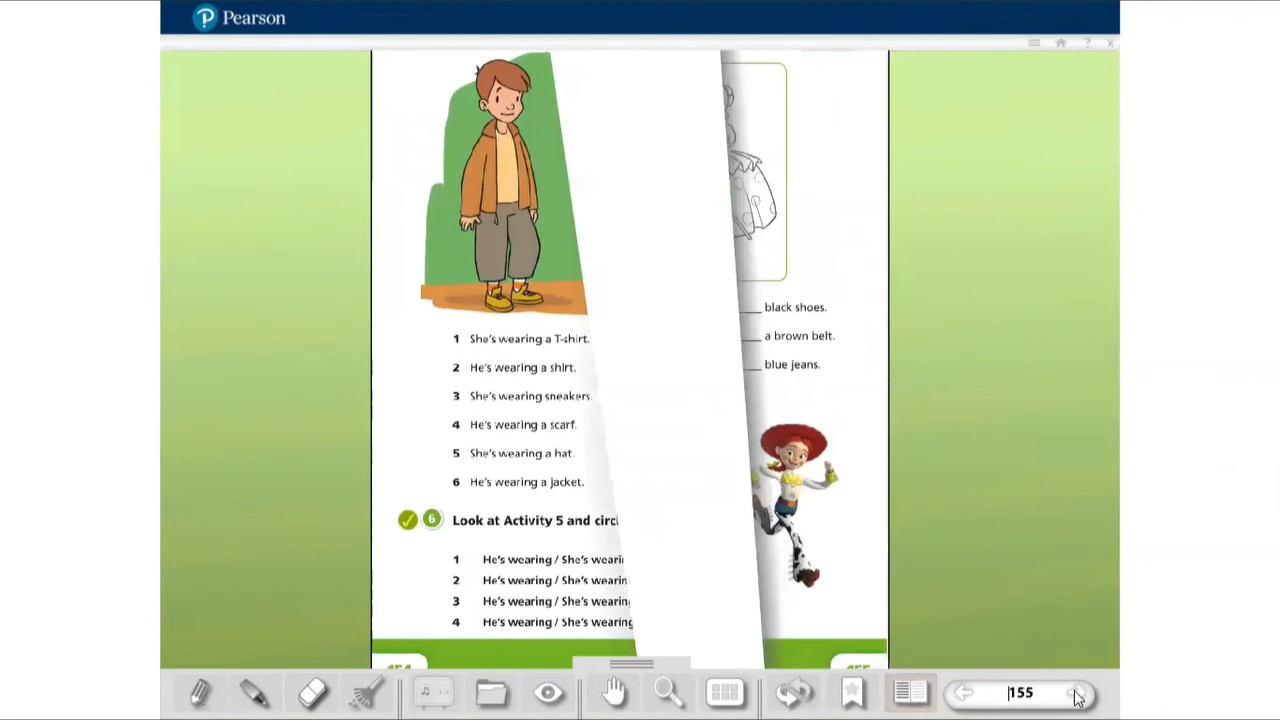 Pearson
1 She's wearing a T-shirt.
2 He's wearing a shirt.
3 She's wearing sneakers.
4 He's wearing a scarf.
5 She's wearing a hat.
6 He's wearing a jacket.
6 Look at Activity 5 and circ
1 He's wearing / She's weari
2 He's wearing / She's wearin
3 He's wearing / She's wearing
4 He's wearing / She's wearing
black shoes.
a brown belt.
blue jeans.
155